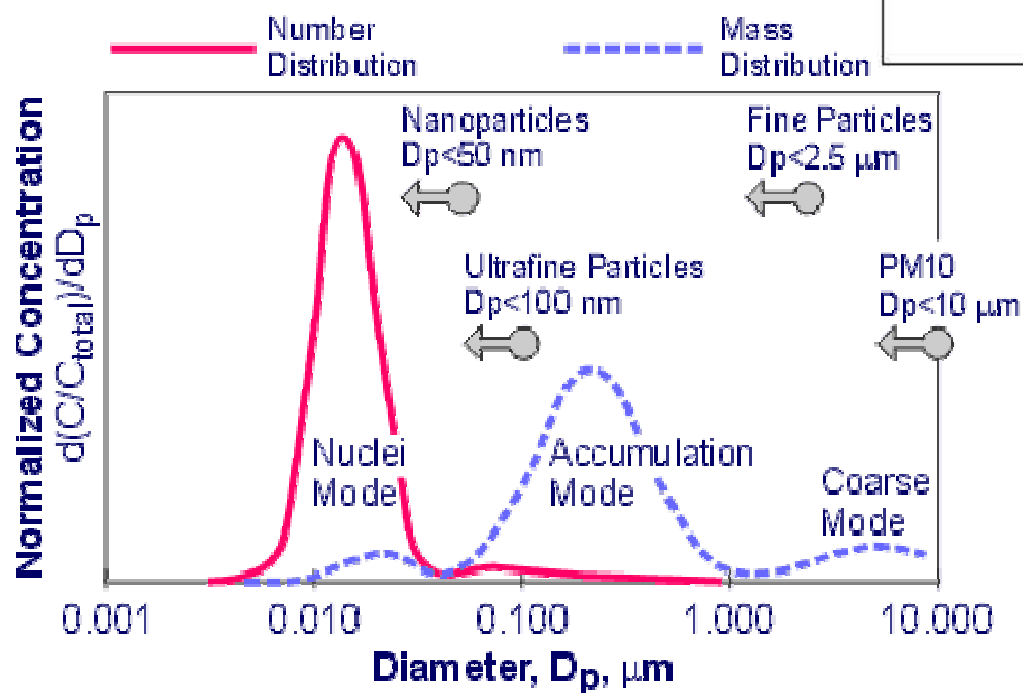 Number
Distribution
Mass
Distribution
Normalized Concentration
d(C/C_total)/dD_p
Nanoparticles
Dp<50 nm
Fine Particles
Dp<2.5 µm
Ultrafine Particles
Dp<100 nm
PM10
Dp<10 µm
Nuclei
Mode
Accumulation
Mode
Coarse
Mode
0.001
0.010
0.100
1.000
10.000
Diameter, Dp, µm